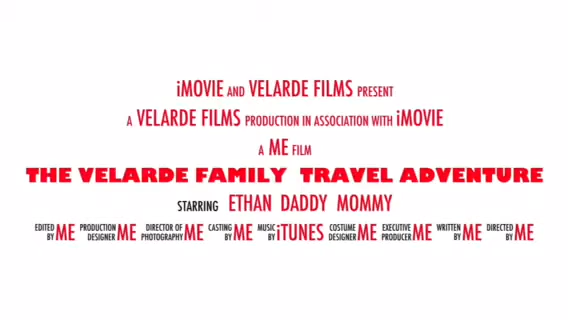 iMOVIE AND VELARDE FILMS PRESENT
A VELARDE FILMS PRODUCTION IN ASSOCIATION WITH iMOVIE
A ME FILM
THE VELARDE FAMILY TRAVEL ADVENTURE
STARRING ETHAN DADDY MOMMY
EDITED BY ME PRODUCTION DESIGNER ME DIRECTOR OF PHOTOGRAPHY ME CASTING BY ME MUSIC BY iTUNES COSTUME DESIGNER ME EXECUTIVE PRODUCER ME WRITTEN BY ME DIRECTED BY ME